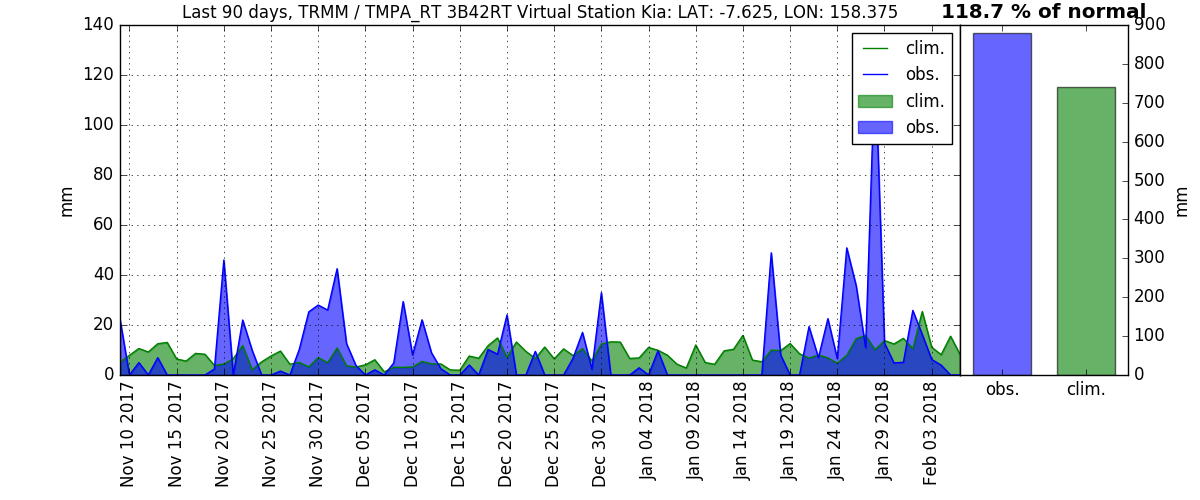 Last 90 days, TRMM / TMPA_RT 3B42RT Virtual Station Kia: LAT: -7.625, LON: 158.375
118.7 % of normal
mm
140
120
100
80
60
40
20
0
clim.
obs.
clim.
obs.
900
800
700
600
500
400
300
200
100
0
mm
Nov 10 2017
Nov 15 2017
Nov 20 2017
Nov 25 2017
Nov 30 2017
Dec 05 2017
Dec 10 2017
Dec 15 2017
Dec 20 2017
Dec 25 2017
Dec 30 2017
Jan 04 2018
Jan 09 2018
Jan 14 2018
Jan 19 2018
Jan 24 2018
Jan 29 2018
Feb 03 2018
obs.
clim.